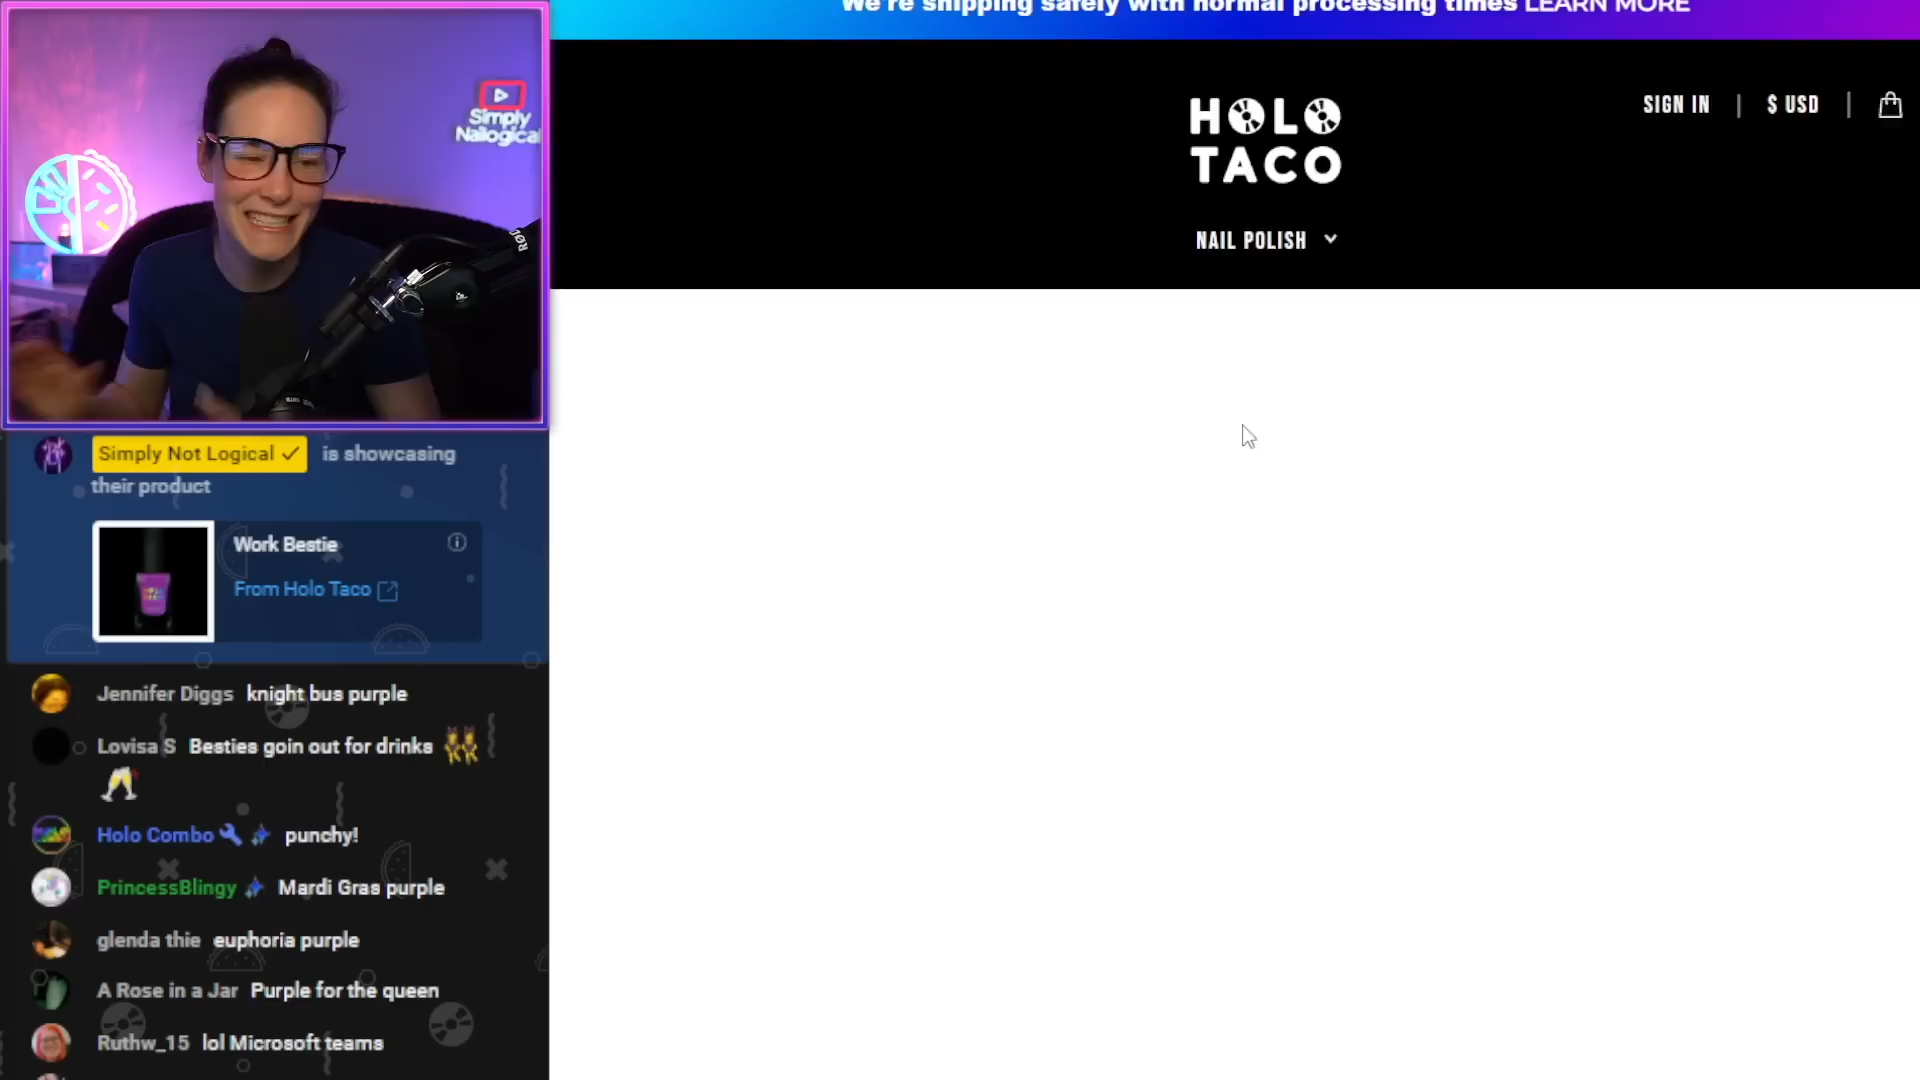 We're shipping safely with normal processing times LEARN MORE
HOLO
TACO
SIGN IN | $ USD |
NAIL POLISH
Simply
Nailogical
RØD
Simply Not Logical is showcasing
their product
Work Bestie
From Holo Taco
Jennifer Diggs knight bus purple
Lovisa S Besties goin out for drinks
Holo Combo punchy!
PrincessBlingy Mardi Gras purple
glenda thie euphoria purple
A Rose in a Jar Purple for the queen
Ruthw_15 lol Microsoft teams